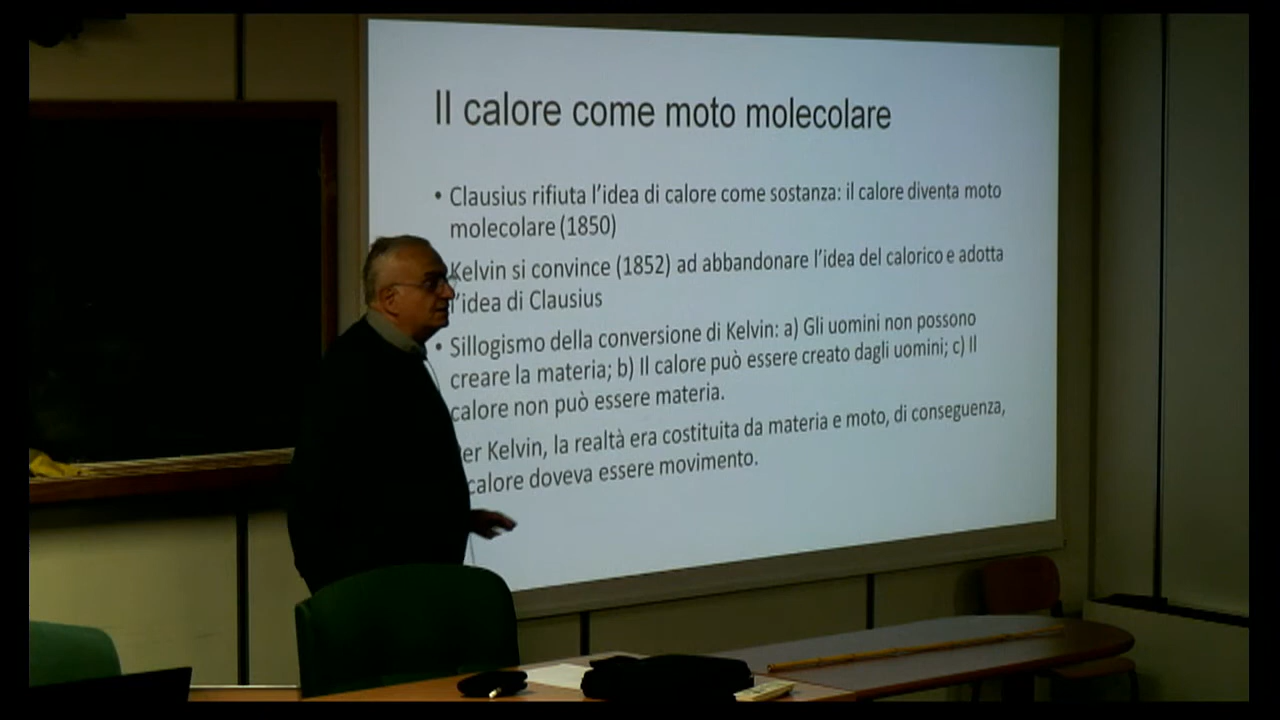 Il calore come moto molecolare
• Clausius rifiuta l'idea di calore come sostanza: il calore diventa moto
molecolare (1850)
Kelvin si convince (1852) ad abbandonare l'idea del calorico e adotta
l'idea di Clausius
• Sillogismo della conversione di Kelvin: a) Gli uomini non possono
creare la materia; b) Il calore può essere creato dagli uomini; c) Il
calore non può essere materia.
er Kelvin, la realtà era costituita da materia e moto, di conseguenza,
calore doveva essere movimento.